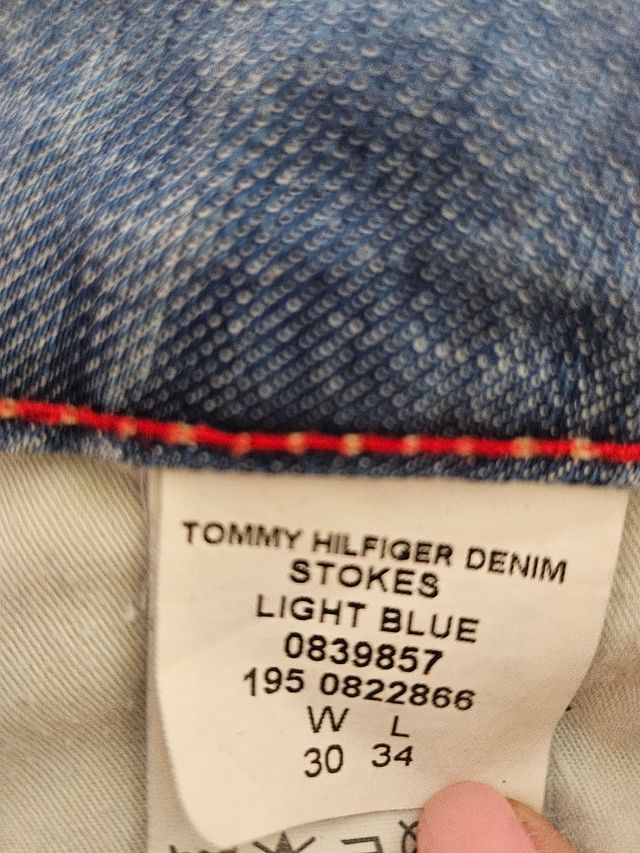 TOMMY HILFIGER DENIM
STOKES
LIGHT BLUE
0839857
195 0822866
W L
30 34